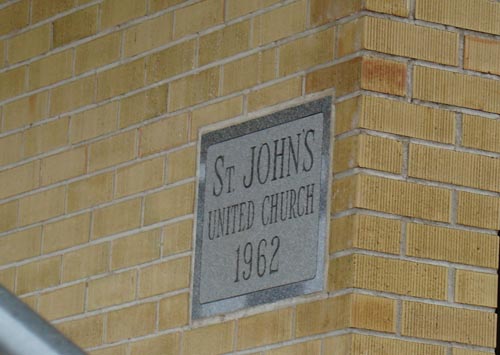 ST. JOHN'S
UNITED CHURCH
1962